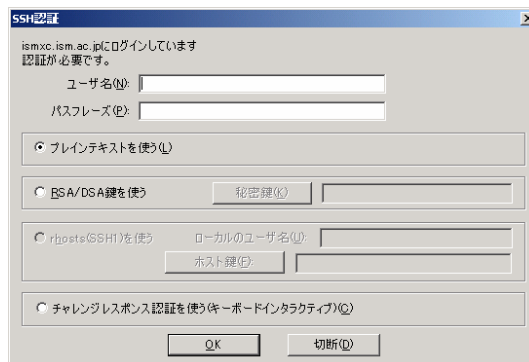 SSH認証
ismxc.ism.ac.jpにログインしています
認証が必要です。
ユーザ名(N):
パスフレーズ(P):
プレインテキストを使う(L)
RSA/DSA鍵を使う 秘密鍵(K)
rhosts(SSH1)を使う ローカルのユーザ名(U):
ホスト鍵(F):
チャレンジレスポンス認証を使う(キーボードインタラクティブ)(C)
OK 切断(D)